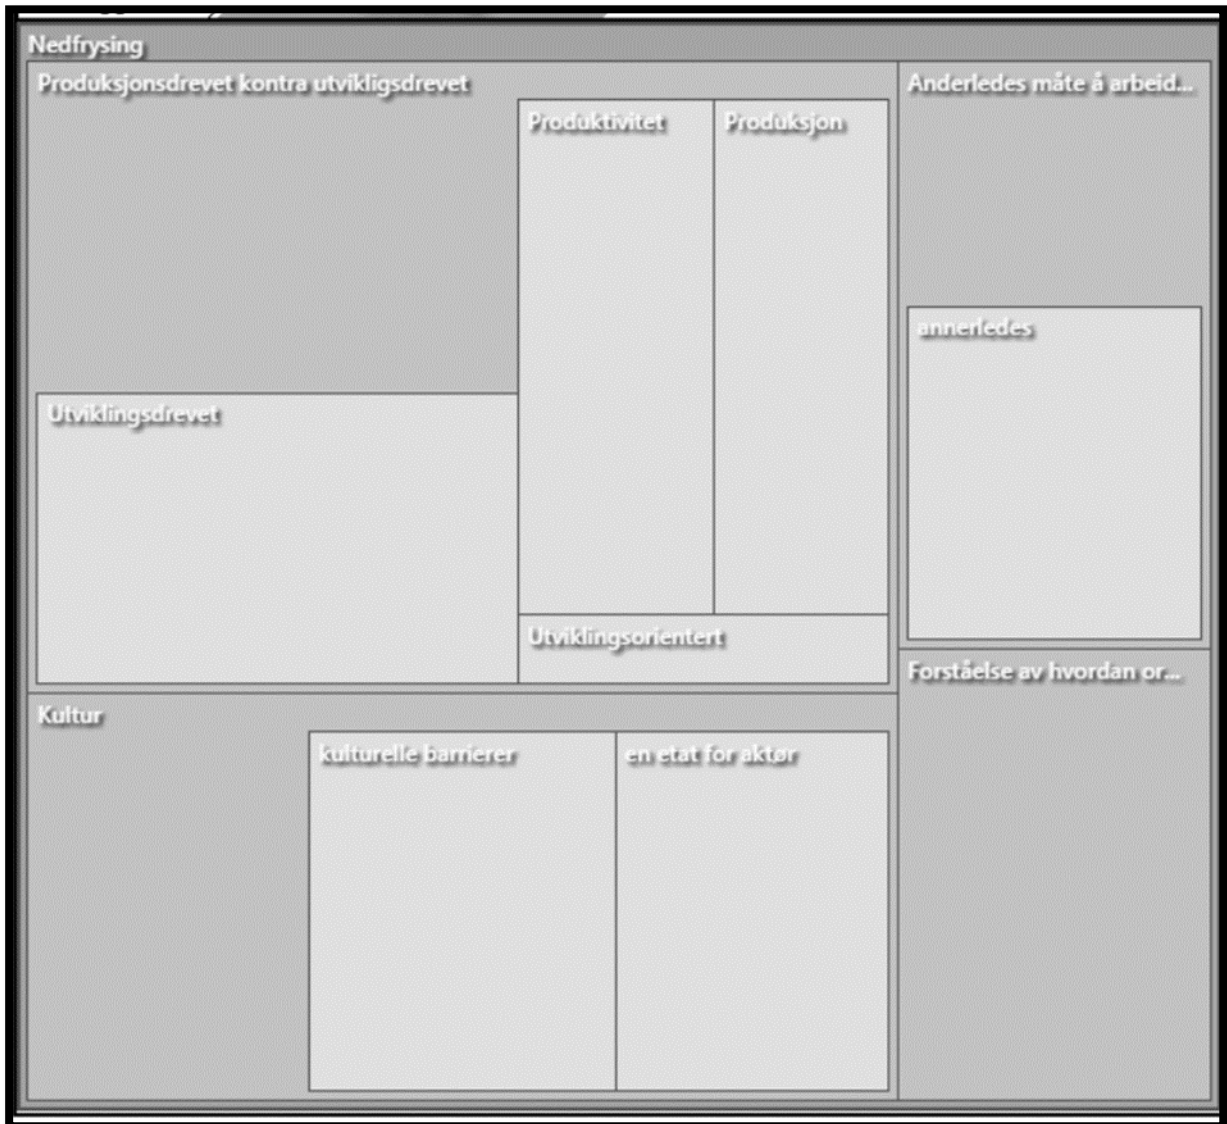 Nedfrysing
Produksjonsdrevet kontra utvikligsdrevet
Produktivitet
Produksjon
Utviklingsdrevet
Utviklingsorientert
Kultur
kulturelle barrierer
en etat for aktør
Anderledes måte å arbeid...
annerledes
Forståelse av hvordan or...